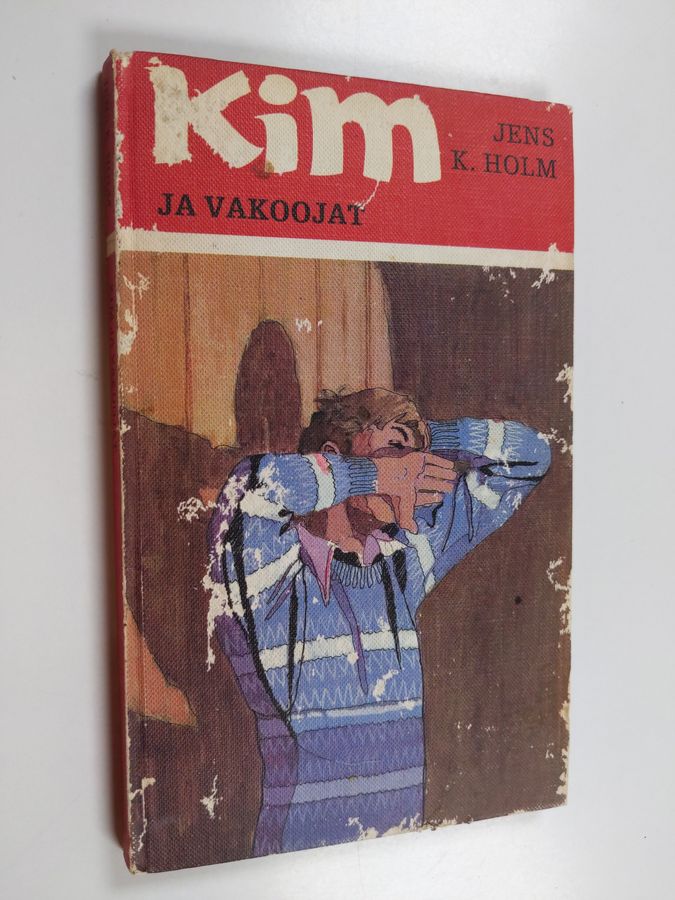 Kim
JENS
K. HOLM
JA VAKOOJAT